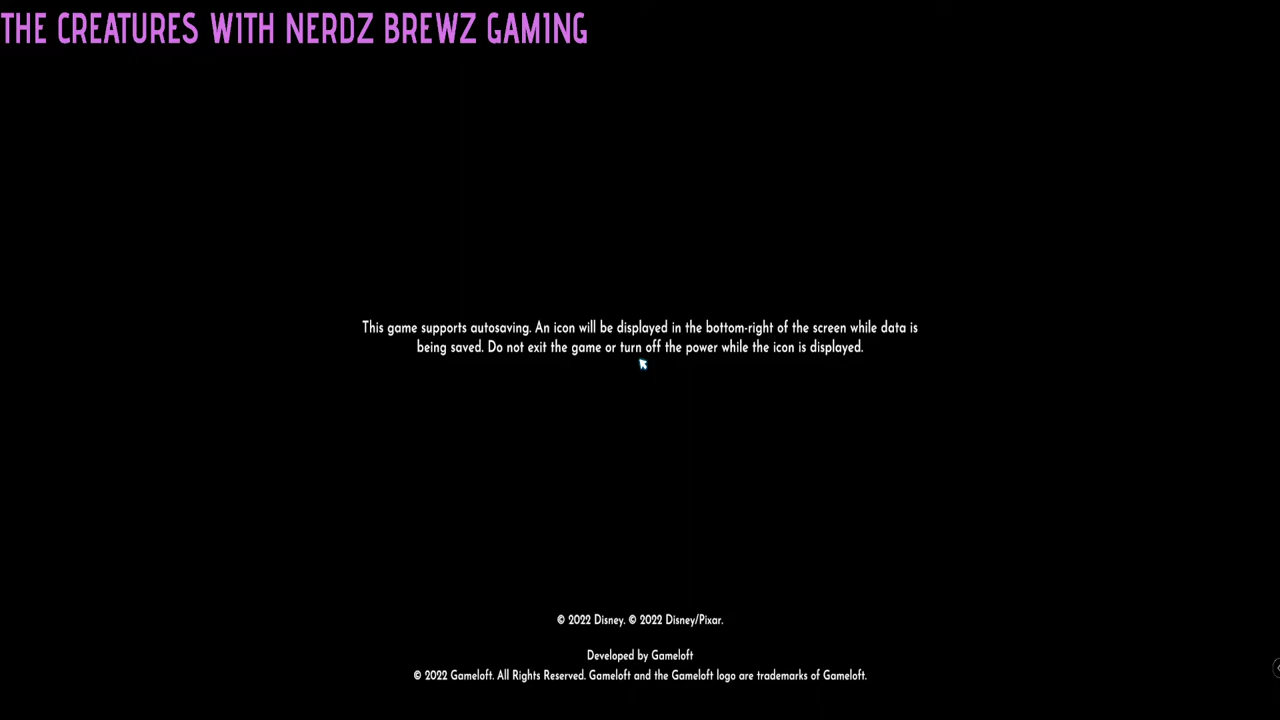 THE CREATURES WITH NERDZ BREWZ GAMING
This game supports autosaving. An icon will be displayed in the bottom-right of the screen while data is
being saved. Do not exit the game or turn off the power while the icon is displayed.
© 2022 Disney. © 2022 Disney/Pixar.
Developed by Gameloft
© 2022 Gameloft. All Rights Reserved. Gameloft and the Gameloft logo are trademarks of Gameloft.